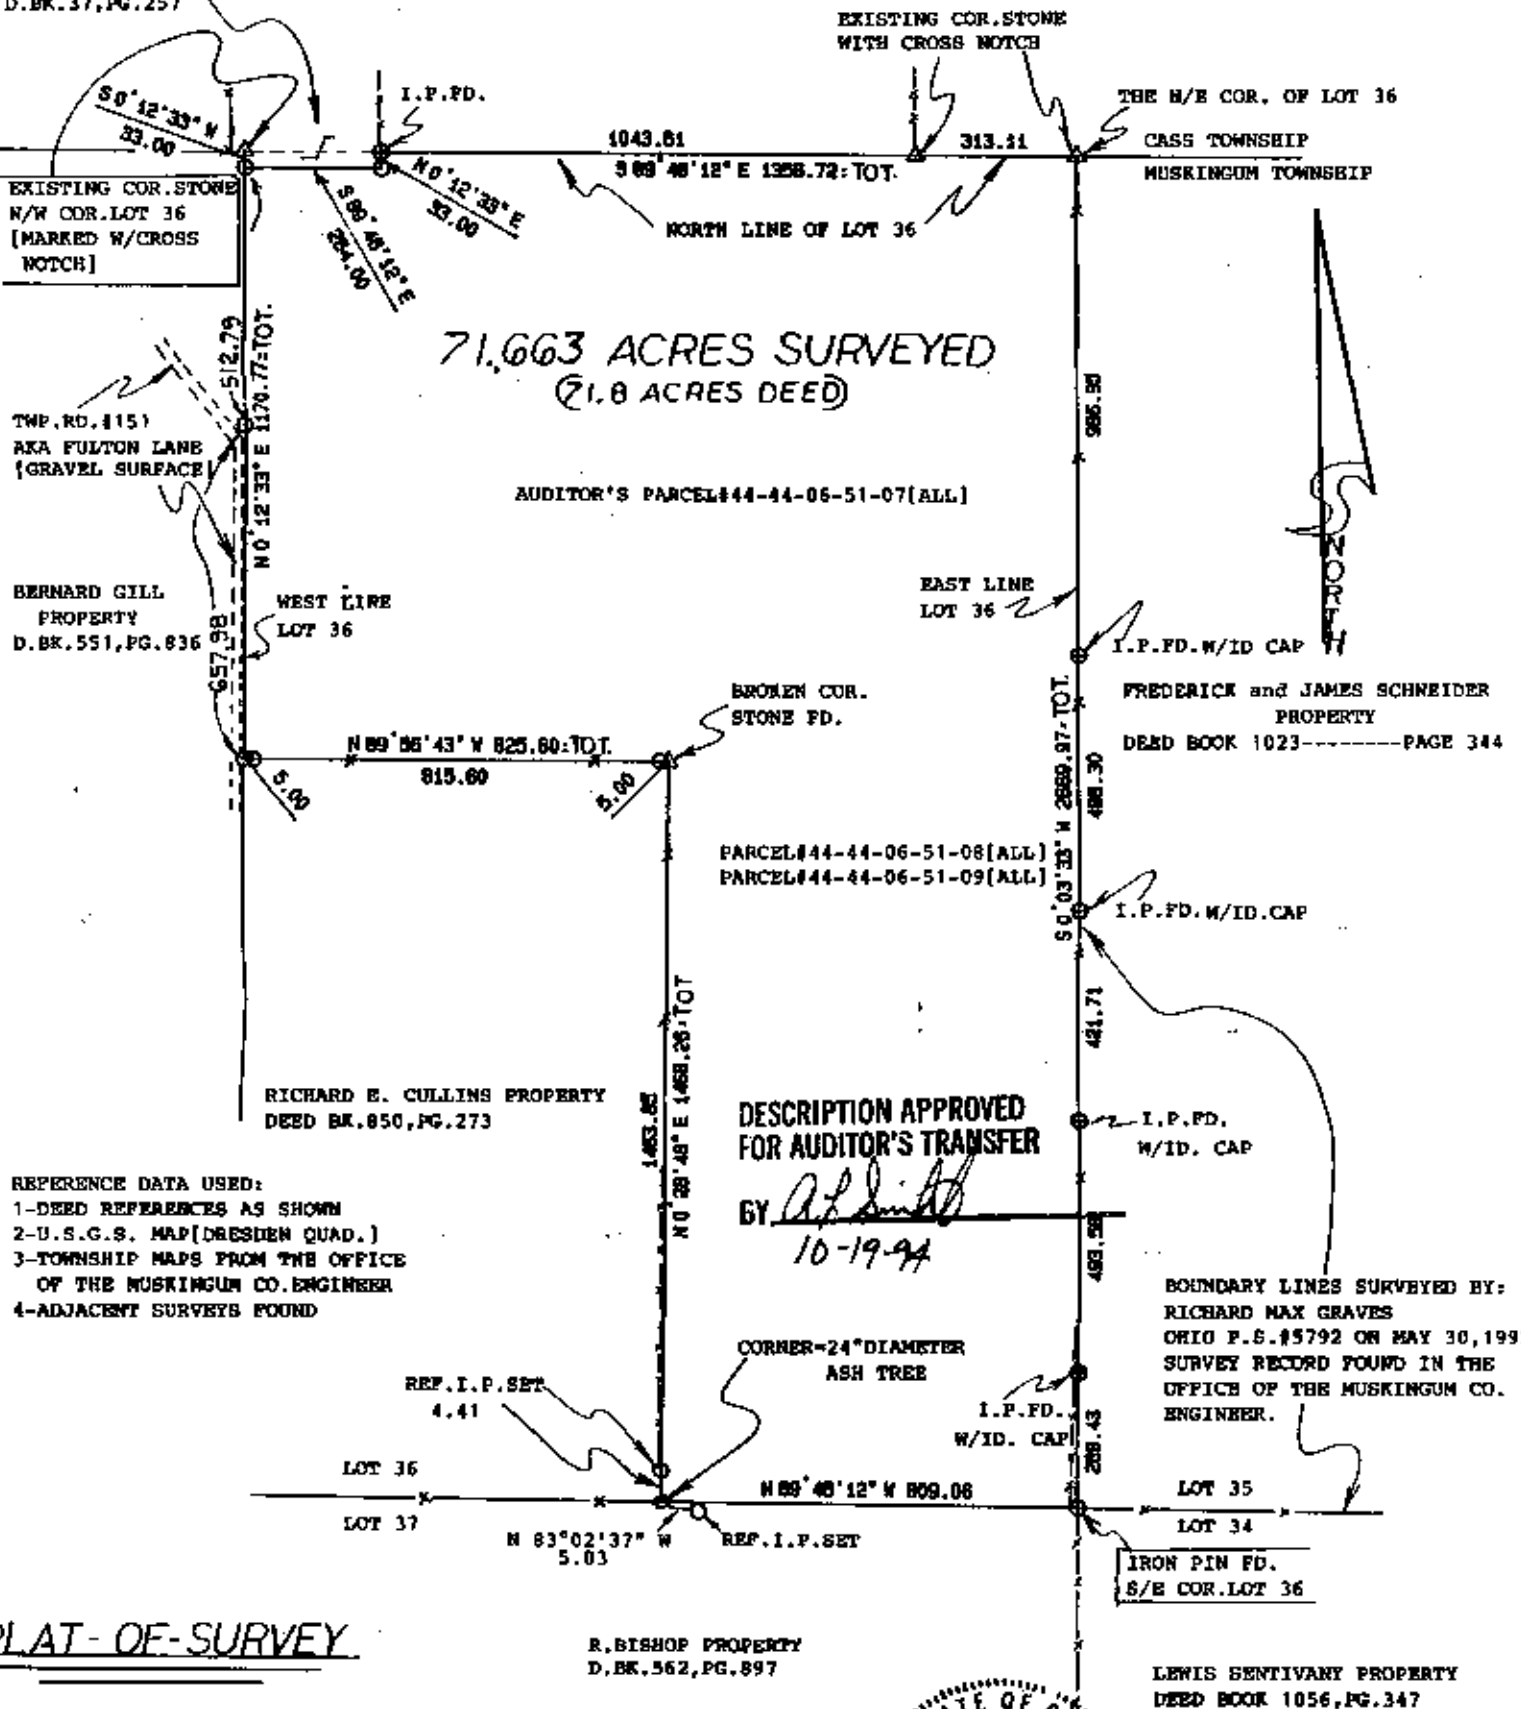 D.BK.37,PG.257
EXISTING COR.STONE
WITH CROSS NOTCH
I.P.FD.
THE N/E COR. OF LOT 36
S 0°12'33" W
33.00
1043.61
313.11
CASS TOWNSHIP
S 89°48'12" E 1356.72=TOT.
MUSKINGUM TOWNSHIP
N 0°12'33" E
33.00
EXISTING COR.STONE
N/W COR.LOT 36
[MARKED W/CROSS
NOTCH]
S 89°48'12" E
264.00
NORTH LINE OF LOT 36
71.663 ACRES SURVEYED
(71.8 ACRES DEED)
512.79
N 0°12'33" E 1170.77=TOT.
TWP.RD.#151
AKA FULTON LANE
[GRAVEL SURFACE]
AUDITOR'S PARCEL#44-44-06-51-07[ALL]
NORTH
BERNARD GILL
PROPERTY
D.BK.551,PG.836
657.98
WEST LINE
LOT 36
EAST LINE
LOT 36
I.P.FD.W/ID CAP
FREDERICK and JAMES SCHNEIDER
PROPERTY
DEED BOOK 1023--------PAGE 344
BROKEN COR.
STONE FD.
N 89°56'43" W 825.60=TOT.
815.60
5.00
5.00
S 0°03'33" W 2669.97=TOT.
PARCEL#44-44-06-51-08[ALL]
PARCEL#44-44-06-51-09[ALL]
I.P.FD.W/ID.CAP
421.71
1453.85
RICHARD E. CULLINS PROPERTY
DEED BK.850,PG.273
DESCRIPTION APPROVED
FOR AUDITOR'S TRANSFER
BY
10-19-94
I.P.FD.
W/ID. CAP
REFERENCE DATA USED:
1-DEED REFERENCES AS SHOWN
2-U.S.G.S. MAP[DRESDEN QUAD.]
3-TOWNSHIP MAPS FROM THE OFFICE
OF THE MUSKINGUM CO.ENGINEER
4-ADJACENT SURVEYS FOUND
BOUNDARY LINES SURVEYED BY:
RICHARD MAX GRAVES
OHIO P.S.#5792 ON MAY 30,199
SURVEY RECORD FOUND IN THE
OFFICE OF THE MUSKINGUM CO.
ENGINEER.
CORNER=24"DIAMETER
ASH TREE
REF.I.P.SET
4.41
I.P.FD.
W/ID. CAP
LOT 36
LOT 37
N 89°48'12" W 809.06
LOT 35
LOT 34
N 83°02'37" W
5.03
REF.I.P.SET
IRON PIN FD.
S/E COR.LOT 36
PLAT-OF-SURVEY
R.BISHOP PROPERTY
D.BK.562,PG.897
LEWIS SENTIVANY PROPERTY
DEED BOOK 1056,PG.347